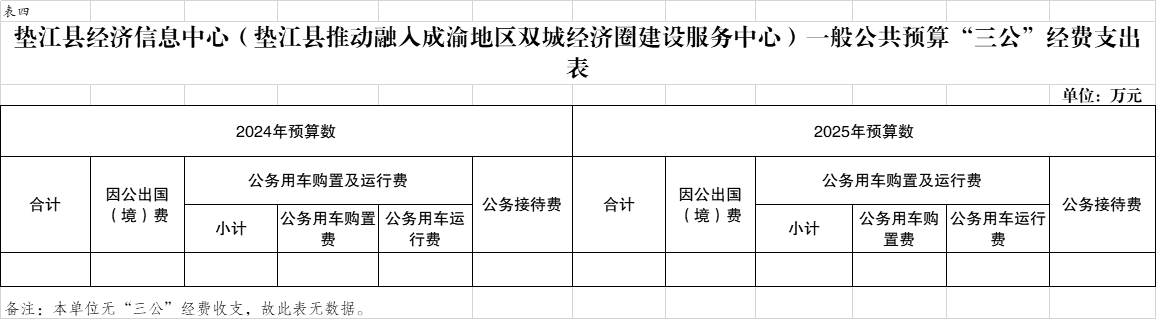 表四
垫江县经济信息中心（垫江县推动融入成渝地区双城经济圈建设服务中心）一般公共预算“三公”经费支出
表
单位：万元
2024年预算数 2025年预算数
合计 因公出国（境）费 公务用车购置及运行费 公务接待费 合计 因公出国（境）费 公务用车购置及运行费 公务接待费
小计 公务用车购置费 公务用车运行费 小计 公务用车购置费 公务用车运行费
备注：本单位无“三公”经费收支，故此表无数据。